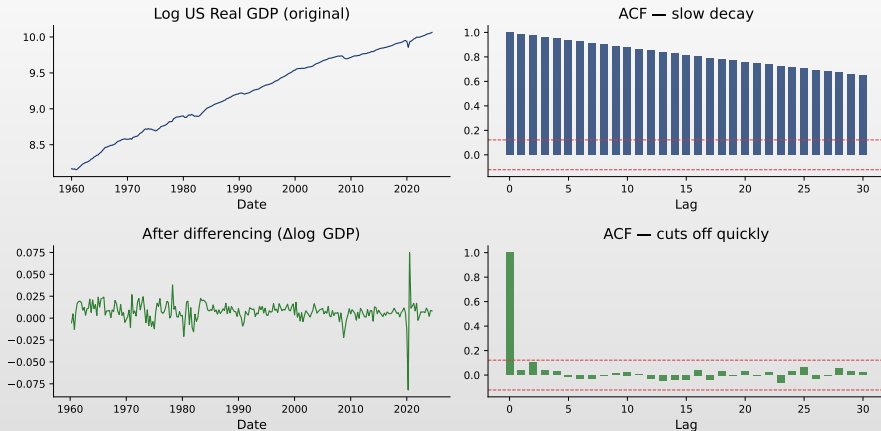 Log US Real GDP (original)
10.0
9.5
9.0
8.5
1960 1970 1980 1990 2000 2010 2020
Date
ACF — slow decay
1.0
0.8
0.6
0.4
0.2
0.0
0 5 10 15 20 25 30
Lag
After differencing (Δlog GDP)
0.075
0.050
0.025
0.000
−0.025
−0.050
−0.075
1960 1970 1980 1990 2000 2010 2020
Date
ACF — cuts off quickly
1.0
0.8
0.6
0.4
0.2
0.0
0 5 10 15 20 25 30
Lag